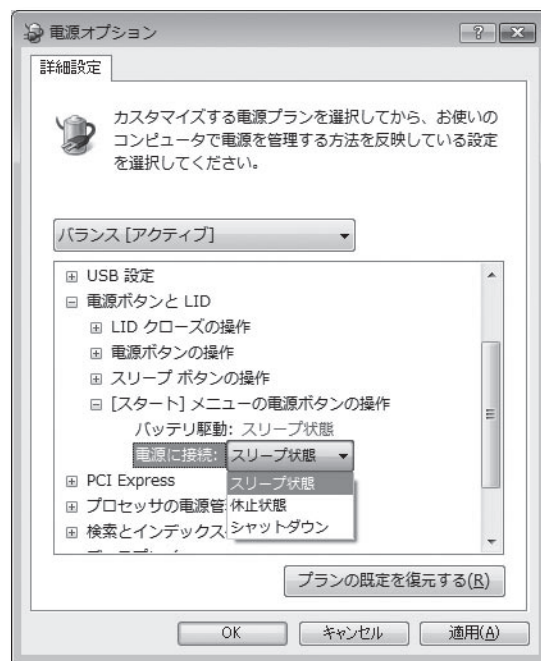 電源オプション
詳細設定
カスタマイズする電源プランを選択してから、お使いの
コンピュータで電源を管理する方法を反映している設定
を選択してください。
バランス [アクティブ]
USB 設定
電源ボタンと LID
LID クローズの操作
電源ボタンの操作
スリープ ボタンの操作
[スタート] メニューの電源ボタンの操作
バッテリ駆動: スリープ状態
電源に接続: スリープ状態
PCI Express
スリープ状態
プロセッサの電源管
休止状態
検索とインデックス
シャットダウン
プランの既定を復元する(R)
OK
キャンセル
適用(A)